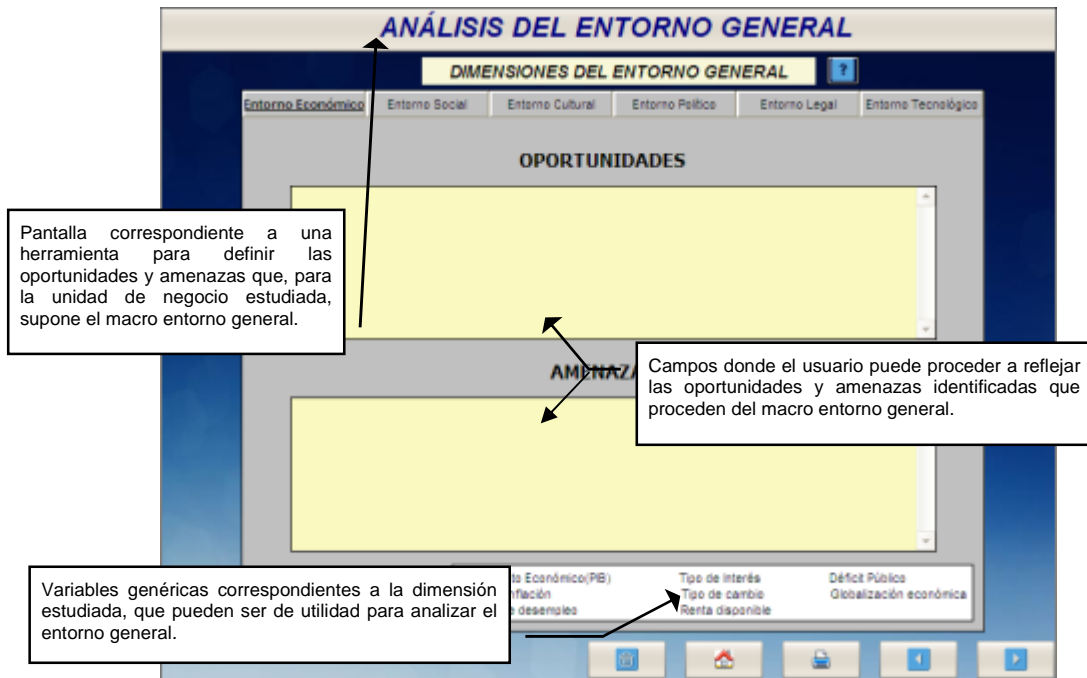 ANÁLISIS DEL ENTORNO GENERAL
DIMENSIONES DEL ENTORNO GENERAL
?
Entorno Económico Entorno Social Entorno Cultural Entorno Político Entorno Legal Entorno Tecnológico
OPORTUNIDADES
Pantalla correspondiente a una
herramienta para definir las
oportunidades y amenazas que, para
la unidad de negocio estudiada,
supone el macro entorno general.
Campos donde el usuario puede proceder a reflejar
las oportunidades y amenazas identificadas que
proceden del macro entorno general.
Variables genéricas correspondientes a la dimensión
estudiada, que pueden ser de utilidad para analizar el
entorno general.
Económico(PIB) Tipo de interés Déficit Público
Tipo de cambio Globalización económica
desempleo Renta disponible